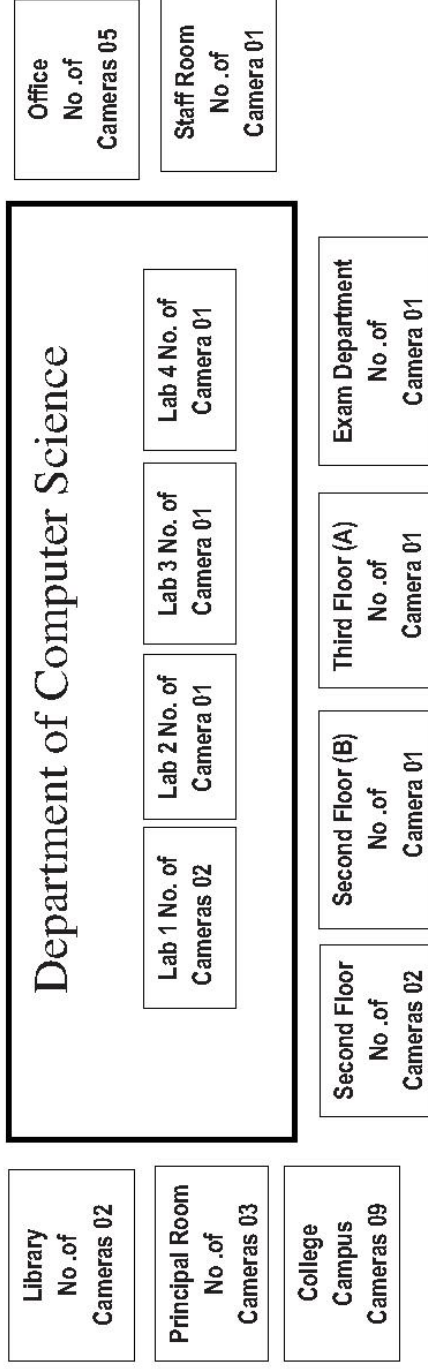 Library
No .of
Cameras 02
Principal Room
No .of
Cameras 03
College
Campus
Cameras 09
Department of Computer Science
Lab 1 No. of
Cameras 02
Lab 2 No. of
Camera 01
Lab 3 No. of
Camera 01
Lab 4 No. of
Camera 01
Office
No .of
Cameras 05
Staff Room
No .of
Camera 01
Second Floor
No .of
Cameras 02
Second Floor (B)
No .of
Camera 01
Third Floor (A)
No .of
Camera 01
Exam Department
No .of
Camera 01